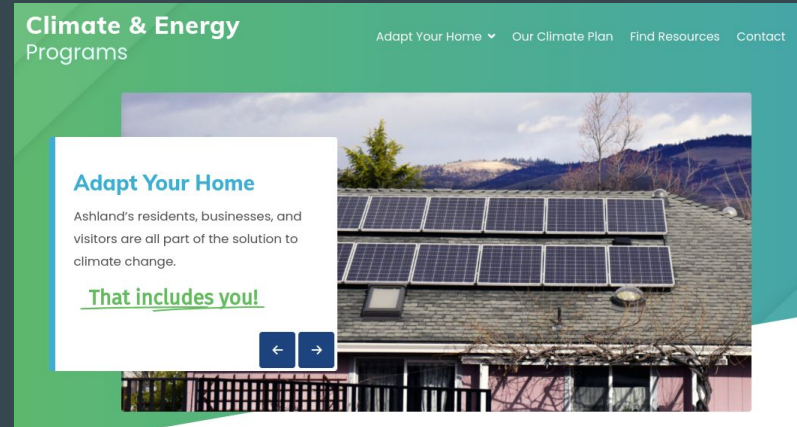 Climate & Energy
Programs
Adapt Your Home
Our Climate Plan
Find Resources
Contact
Adapt Your Home
Ashland’s residents, businesses, and
visitors are all part of the solution to
climate change.
That includes you!